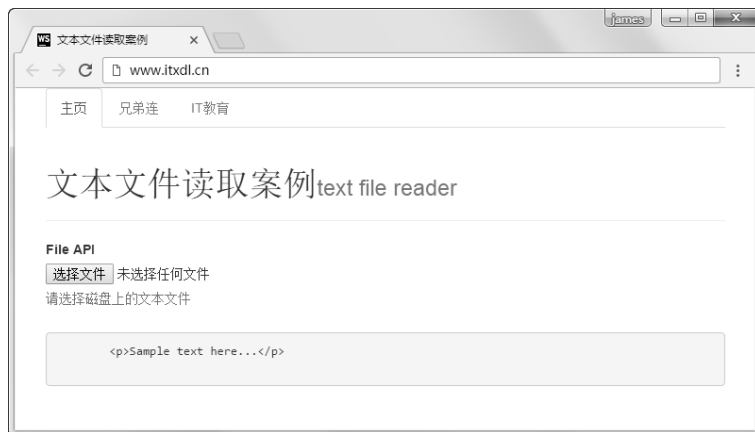 james
WS 文本文件读取案例
www.itxdl.cn
主页 兄弟连 IT教育
文本文件读取案例text file reader
File API
选择文件 未选择任何文件
请选择磁盘上的文本文件
<p>Sample text here...</p>